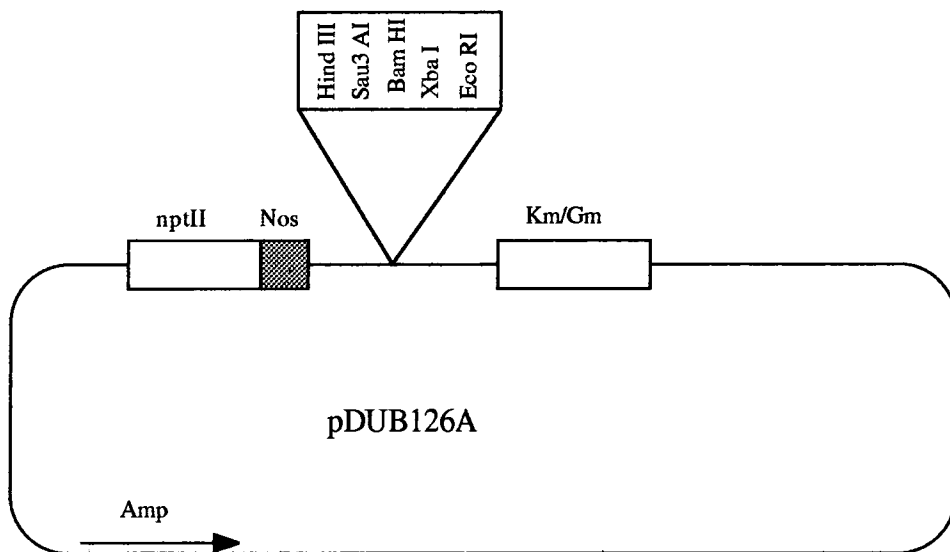 Hind III
Sau3 AI
Bam HI
Xba I
Eco RI
nptII
Nos
Km/Gm
pDUB126A
Amp